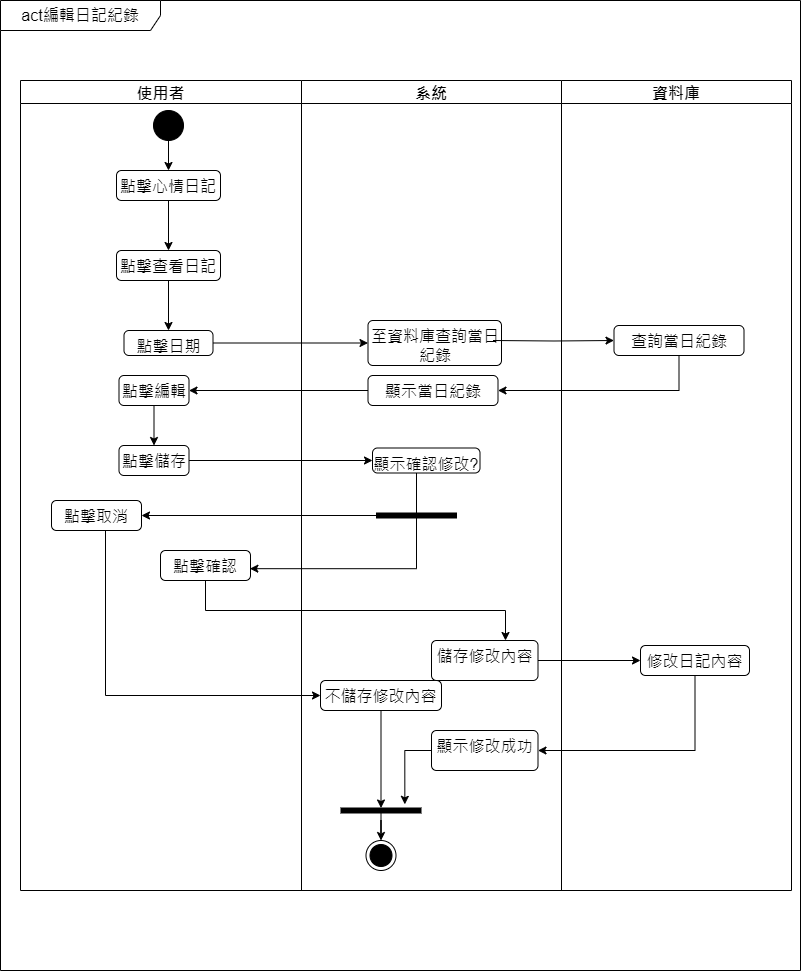 act編輯日記紀錄
使用者
系統
資料庫
點擊心情日記
點擊查看日記
點擊日期
至資料庫查詢當日
紀錄
查詢當日紀錄
點擊編輯
顯示當日紀錄
點擊儲存
顯示確認修改?
點擊取消
點擊確認
儲存修改內容
修改日記內容
不儲存修改內容
顯示修改成功